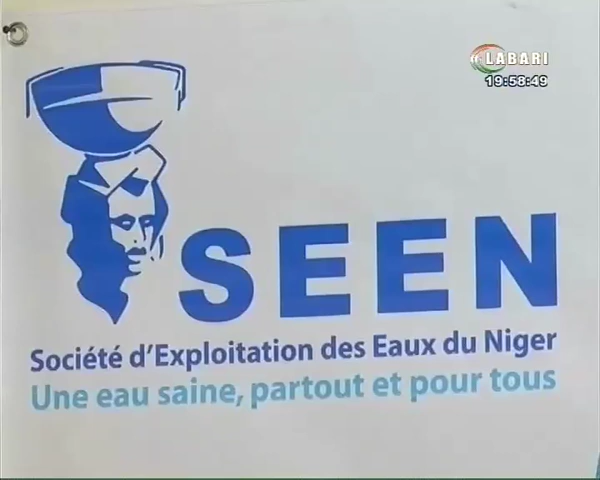 LABARI
19:58:49
SEEN
Société d'Exploitation des Eaux du Niger
Une eau saine, partout et pour tous